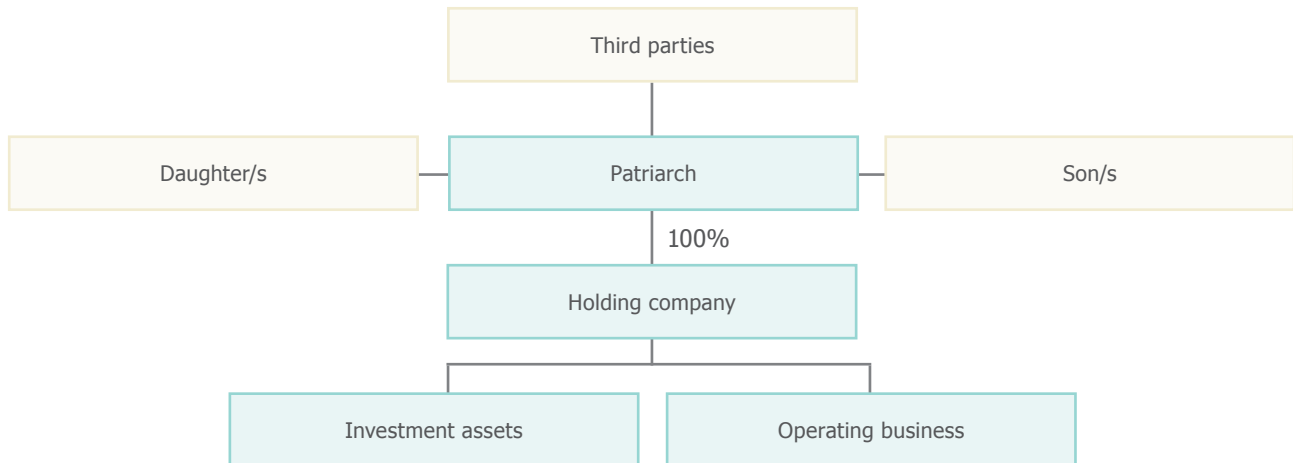 Third parties
Daughter/s
Patriarch
Son/s
100%
Holding company
Investment assets
Operating business